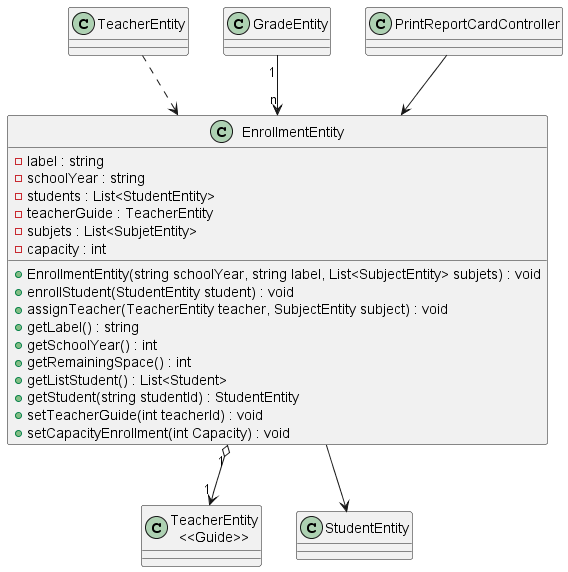 C TeacherEntity
C GradeEntity
C PrintReportCardController
1
n
C EnrollmentEntity
label : string
schoolYear : string
students : List<StudentEntity>
teacherGuide : TeacherEntity
subjets : List<SubjetEntity>
capacity : int
EnrollmentEntity(string schoolYear, string label, List<SubjectEntity> subjets) : void
enrollStudent(StudentEntity student) : void
assignTeacher(TeacherEntity teacher, SubjectEntity subject) : void
getLabel() : string
getSchoolYear() : int
getRemainingSpace() : int
getListStudent() : List<Student>
getStudent(string studentId) : StudentEntity
setTeacherGuide(int teacherId) : void
setCapacityEnrollment(int Capacity) : void
1
1
C TeacherEntity
<<Guide>>
C StudentEntity